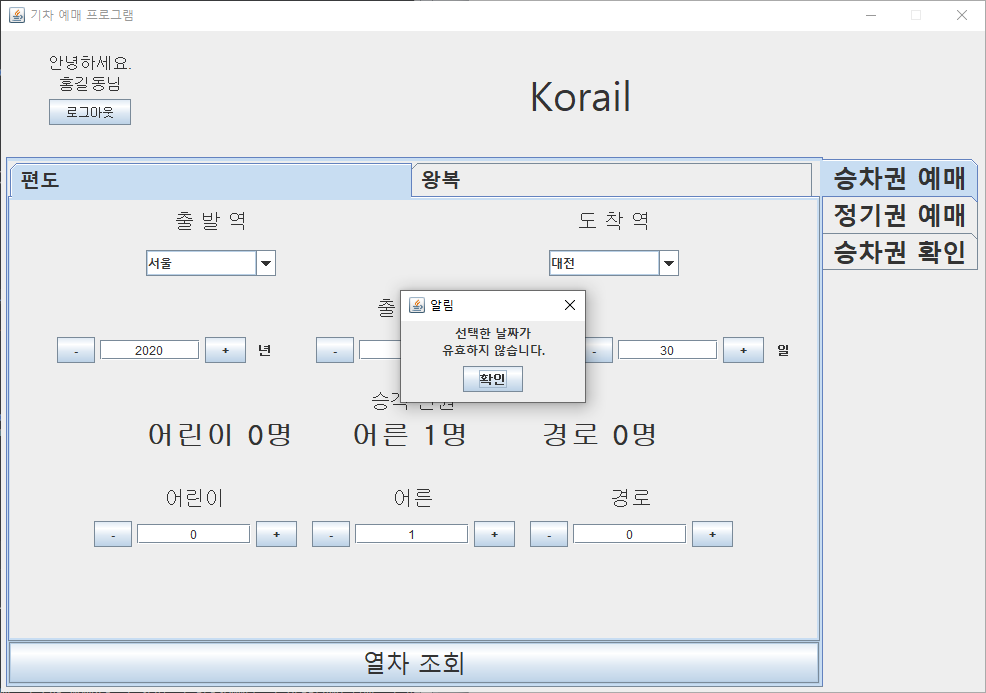 기차 예매 프로그램
안녕하세요.
홍길동님
로그아웃
Korail
편도
왕복
승차권 예매
정기권 예매
승차권 확인
출 발 역
도 착 역
서울
대전
출
알림
선택한 날짜가
유효하지 않습니다.
확인
- 2020 + 년
-
- 30 + 일
어린이 0명 어른 1명 경로 0명
어린이 어른 경로
- 0 + - 1 + - 0 +
열차 조회